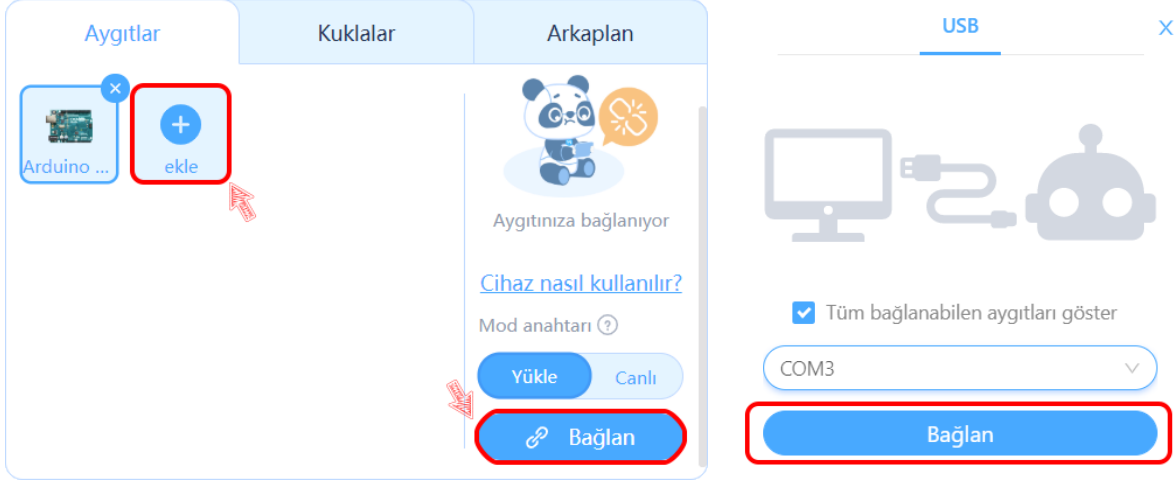 Aygıtlar
Kuklalar
Arkaplan
Arduino ...
ekle
Aygıtınıza bağlanıyor
Cihaz nasıl kullanılır?
Mod anahtarı ?
Yükle
Canlı
Bağlan
USB
X
Tüm bağlanabilen aygıtları göster
COM3
Bağlan